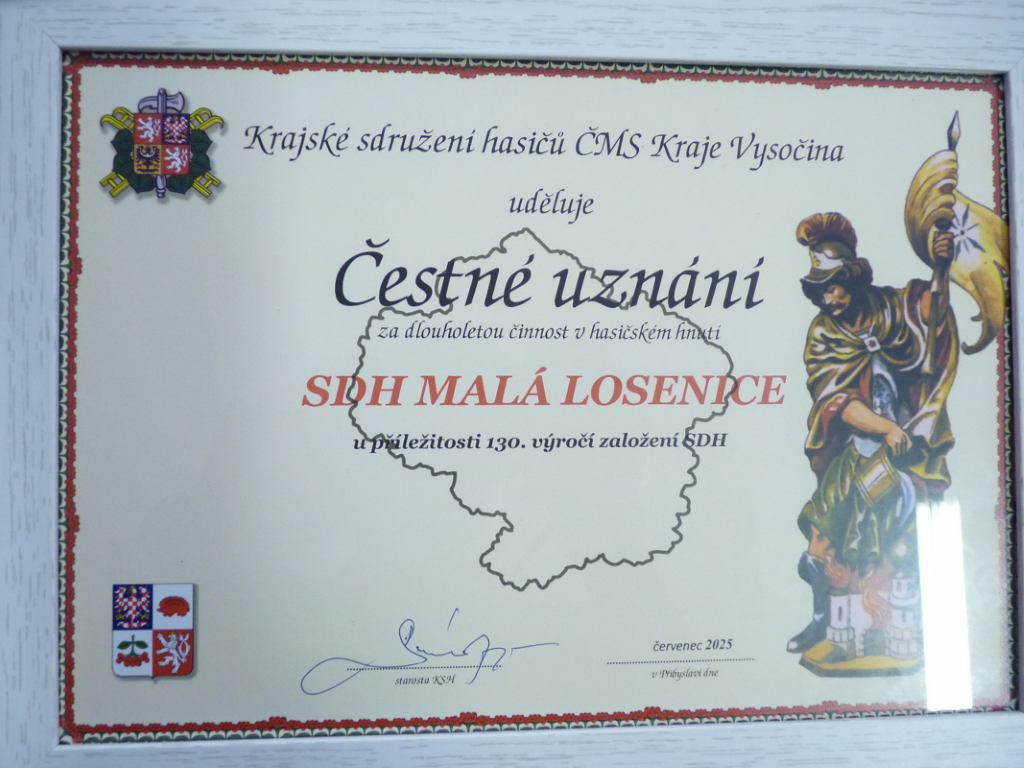 Krajské sdružení hasičů ČMS Kraje Vysočina
uděluje
Čestné uznání
za dlouholetou činnost v hasičském hnutí
SDH MALÁ LOSENICE
u příležitosti 130. výročí založení SDH
červenec 2025
starosta KSH
v Přibyslavi dne